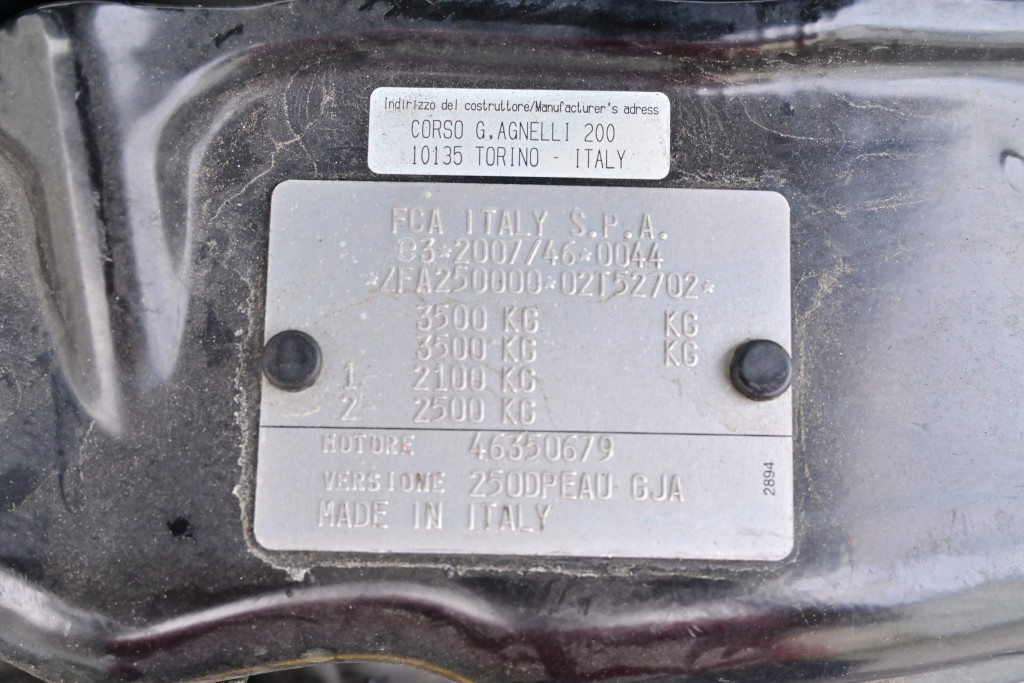 Indirizzo del costruttore/Manufacturer's adress
CORSO G.AGNELLI 200
10135 TORINO - ITALY
FCA ITALY S.P.A.
e3*2007/46*0044
*ZFA250000*02T52702*
3500 KG KG
3500 KG KG
1 2100 KG
2 2500 KG
MOTORE 46350679
VERSIONE 250DPEAU GJA
MADE IN ITALY
2894